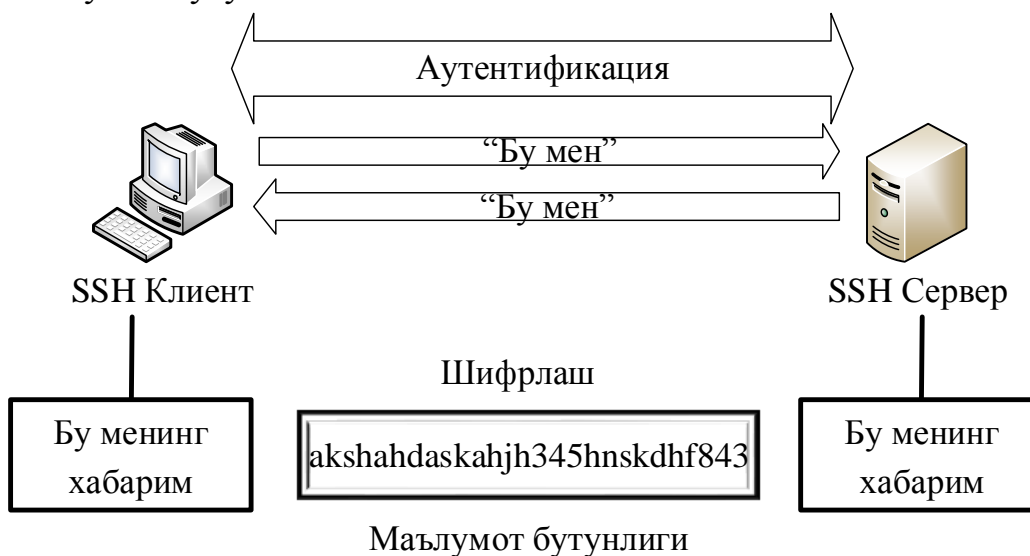 Аутентификация
“Бу мен”
“Бу мен”
SSH Клиент
SSH Сервер
Шифрлаш
Бу менинг
хабарим
akshahdaskahjh345hnskdhf843
Бу менинг
хабарим
Маълумот бутунлиги